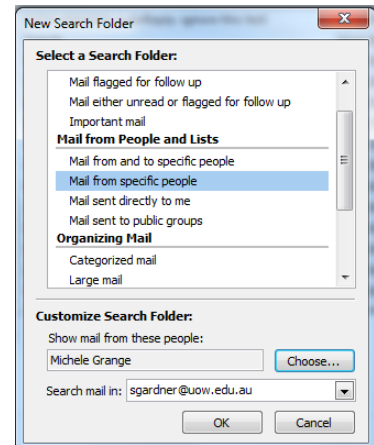 New Search Folder
Select a Search Folder:
Mail flagged for follow up
Mail either unread or flagged for follow up
Important mail
Mail from People and Lists
Mail from and to specific people
Mail from specific people
Mail sent directly to me
Mail sent to public groups
Organizing Mail
Categorized mail
Large mail
Customize Search Folder:
Show mail from these people:
Michele Grange
Choose...
Search mail in: sgardner@uow.edu.au
OK Cancel